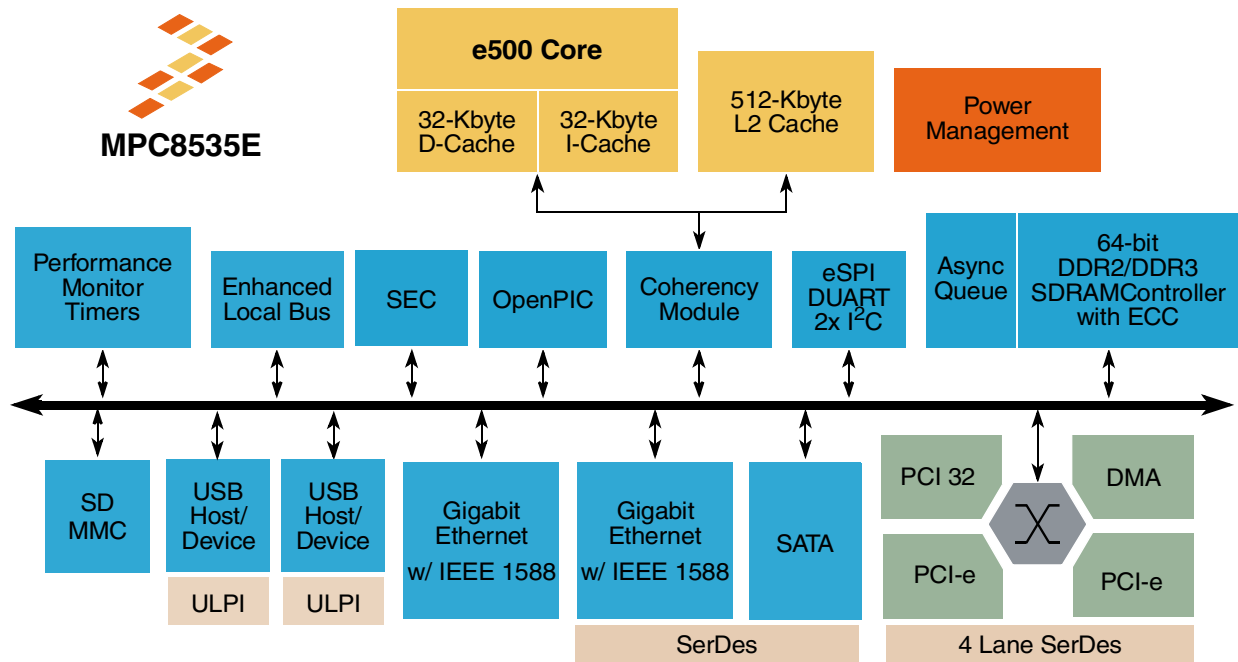 MPC8535E
e500 Core
32-Kbyte
D-Cache
32-Kbyte
I-Cache
512-Kbyte
L2 Cache
Power
Management
Performance
Monitor
Timers
Enhanced
Local Bus
SEC
OpenPIC
Coherency
Module
eSPI
DUART
2x I²C
Async
Queue
64-bit
DDR2/DDR3
SDRAMController
with ECC
SD
MMC
USB
Host/
Device
ULPI
USB
Host/
Device
ULPI
Gigabit
Ethernet
w/ IEEE 1588
Gigabit
Ethernet
w/ IEEE 1588
SATA
SerDes
PCI 32
DMA
PCI-e
PCI-e
4 Lane SerDes